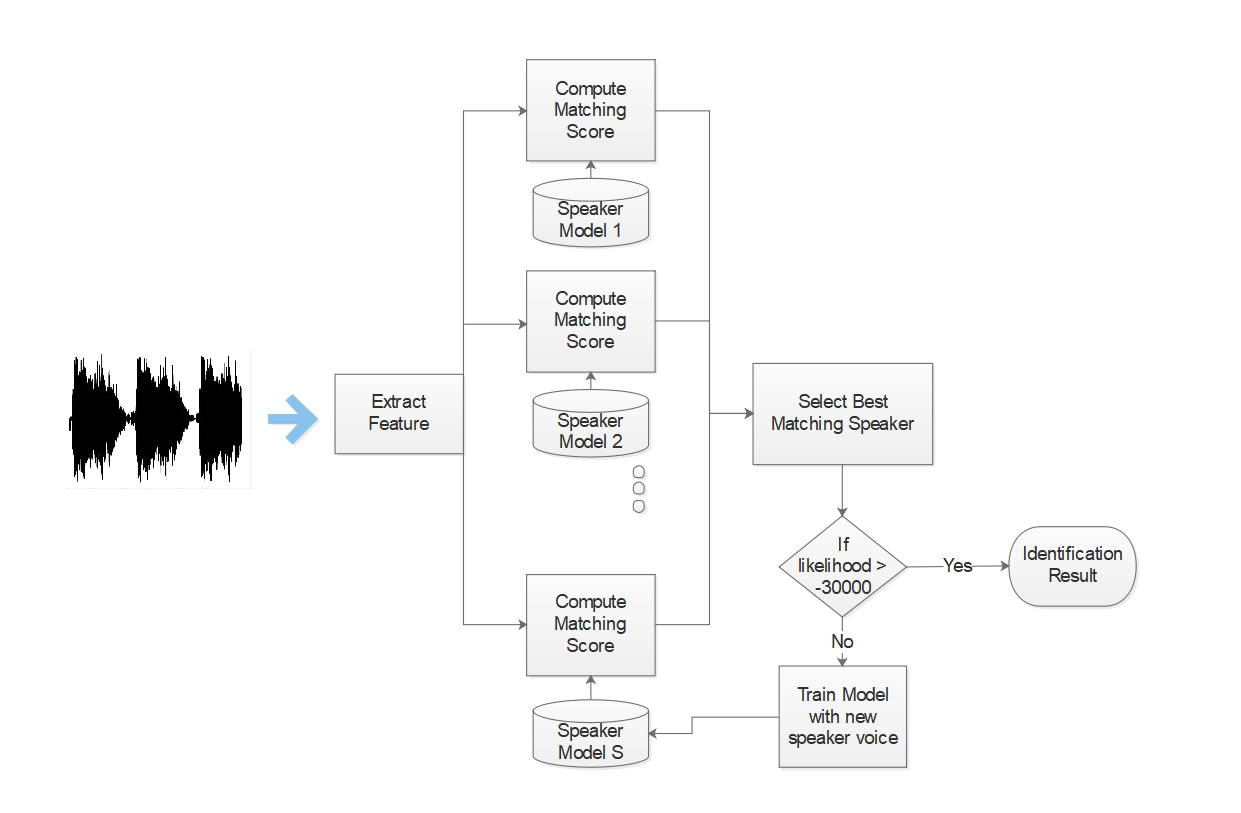 Compute
Matching
Score
Speaker
Model 1
Compute
Matching
Score
Speaker
Model 2
Extract
Feature
Compute
Matching
Score
Speaker
Model S
Select Best
Matching Speaker
If
likelihood >
-30000
Yes
Identification
Result
No
Train Model
with new
speaker voice